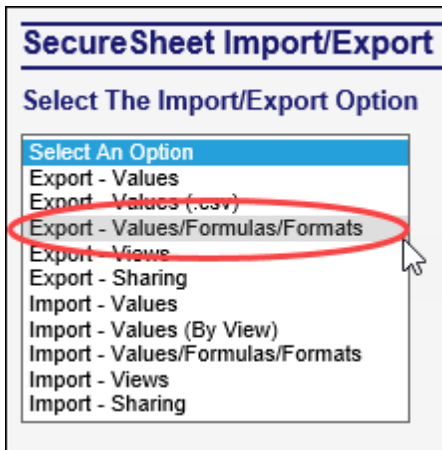 SecureSheet Import/Export
Select The Import/Export Option
Select An Option
Export - Values
Export - Values (.csv)
Export - Values/Formulas/Formats
Export - Views
Export - Sharing
Import - Values
Import - Values (By View)
Import - Values/Formulas/Formats
Import - Views
Import - Sharing